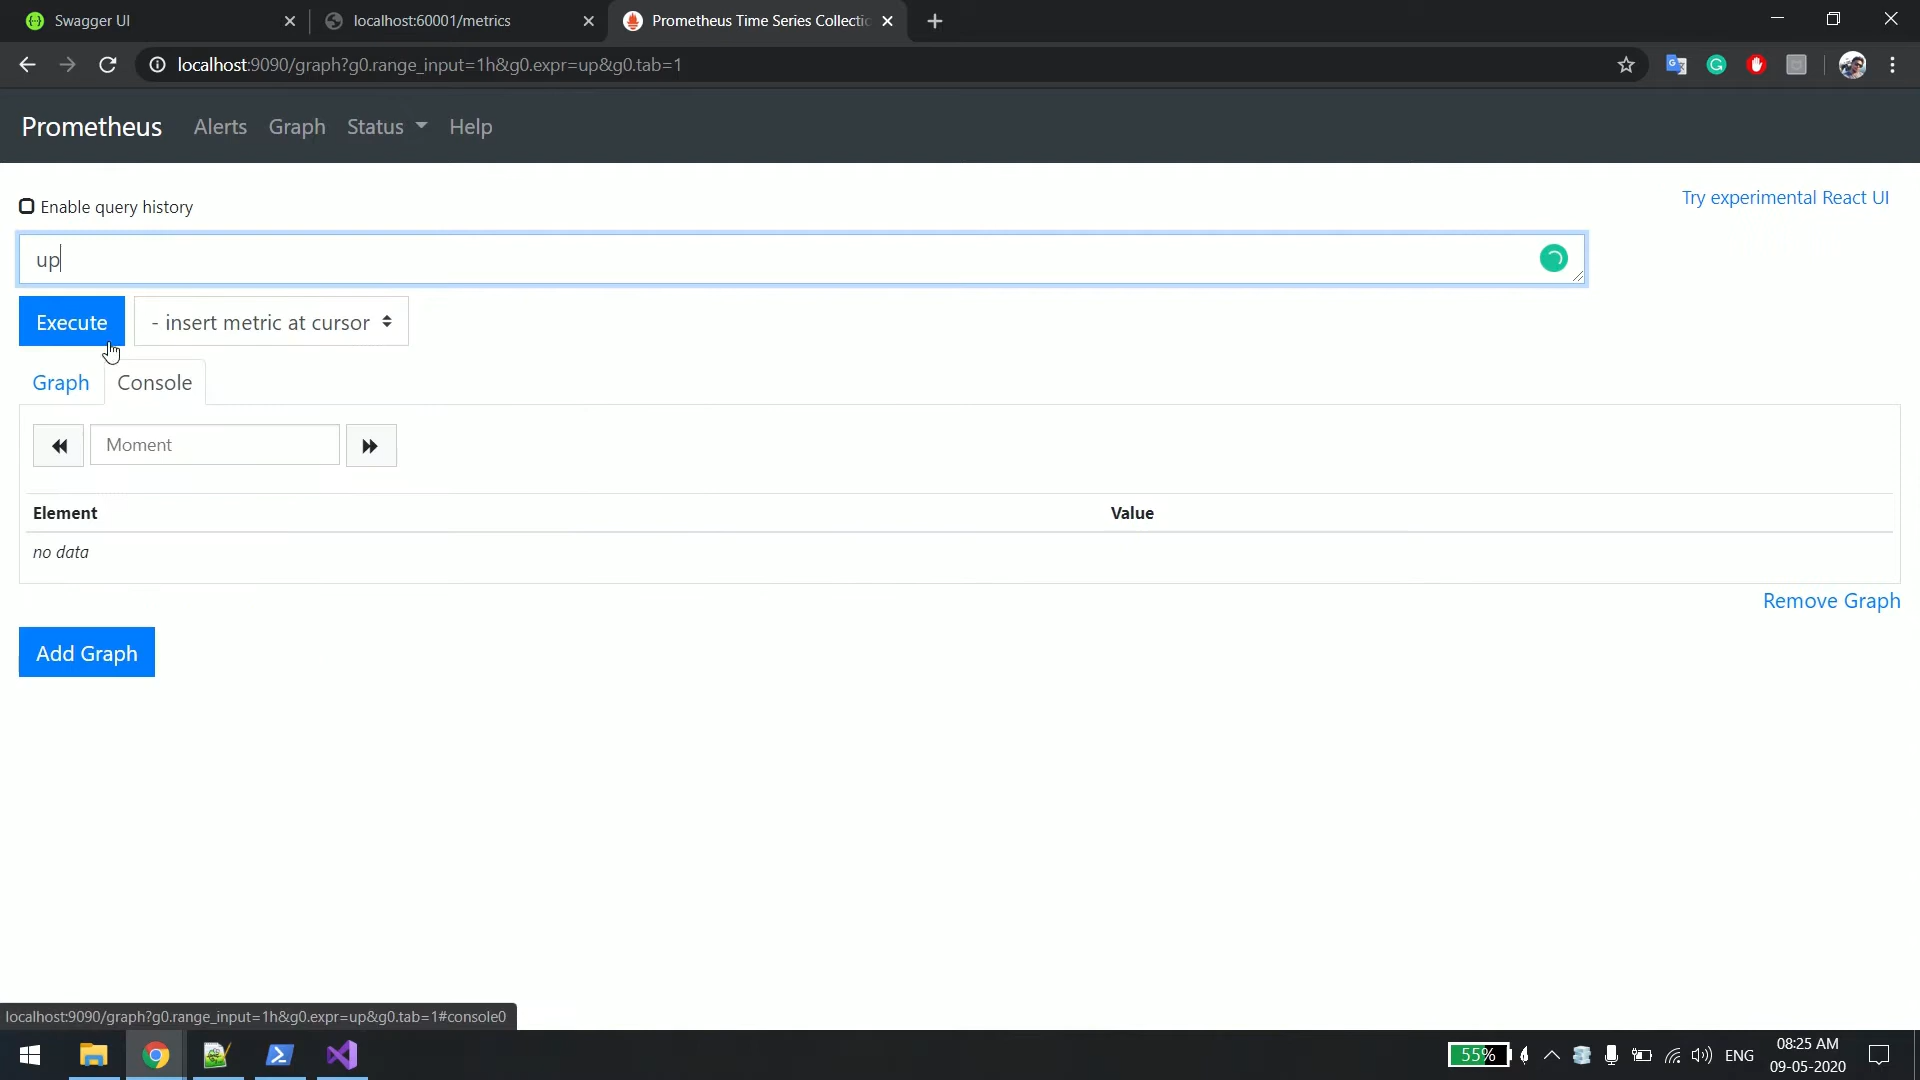 Swagger UI
localhost:60001/metrics
Prometheus Time Series Collectio
localhost:9090/graph?g0.range_input=1h&g0.expr=up&g0.tab=1
Prometheus Alerts Graph Status Help
Enable query history
Try experimental React UI
up
Execute
- insert metric at cursor
Graph
Console
Moment
Element
Value
no data
Remove Graph
Add Graph
localhost:9090/graph?g0.range_input=1h&g0.expr=up&g0.tab=1#console0
55%
ENG
08:25 AM
09-05-2020